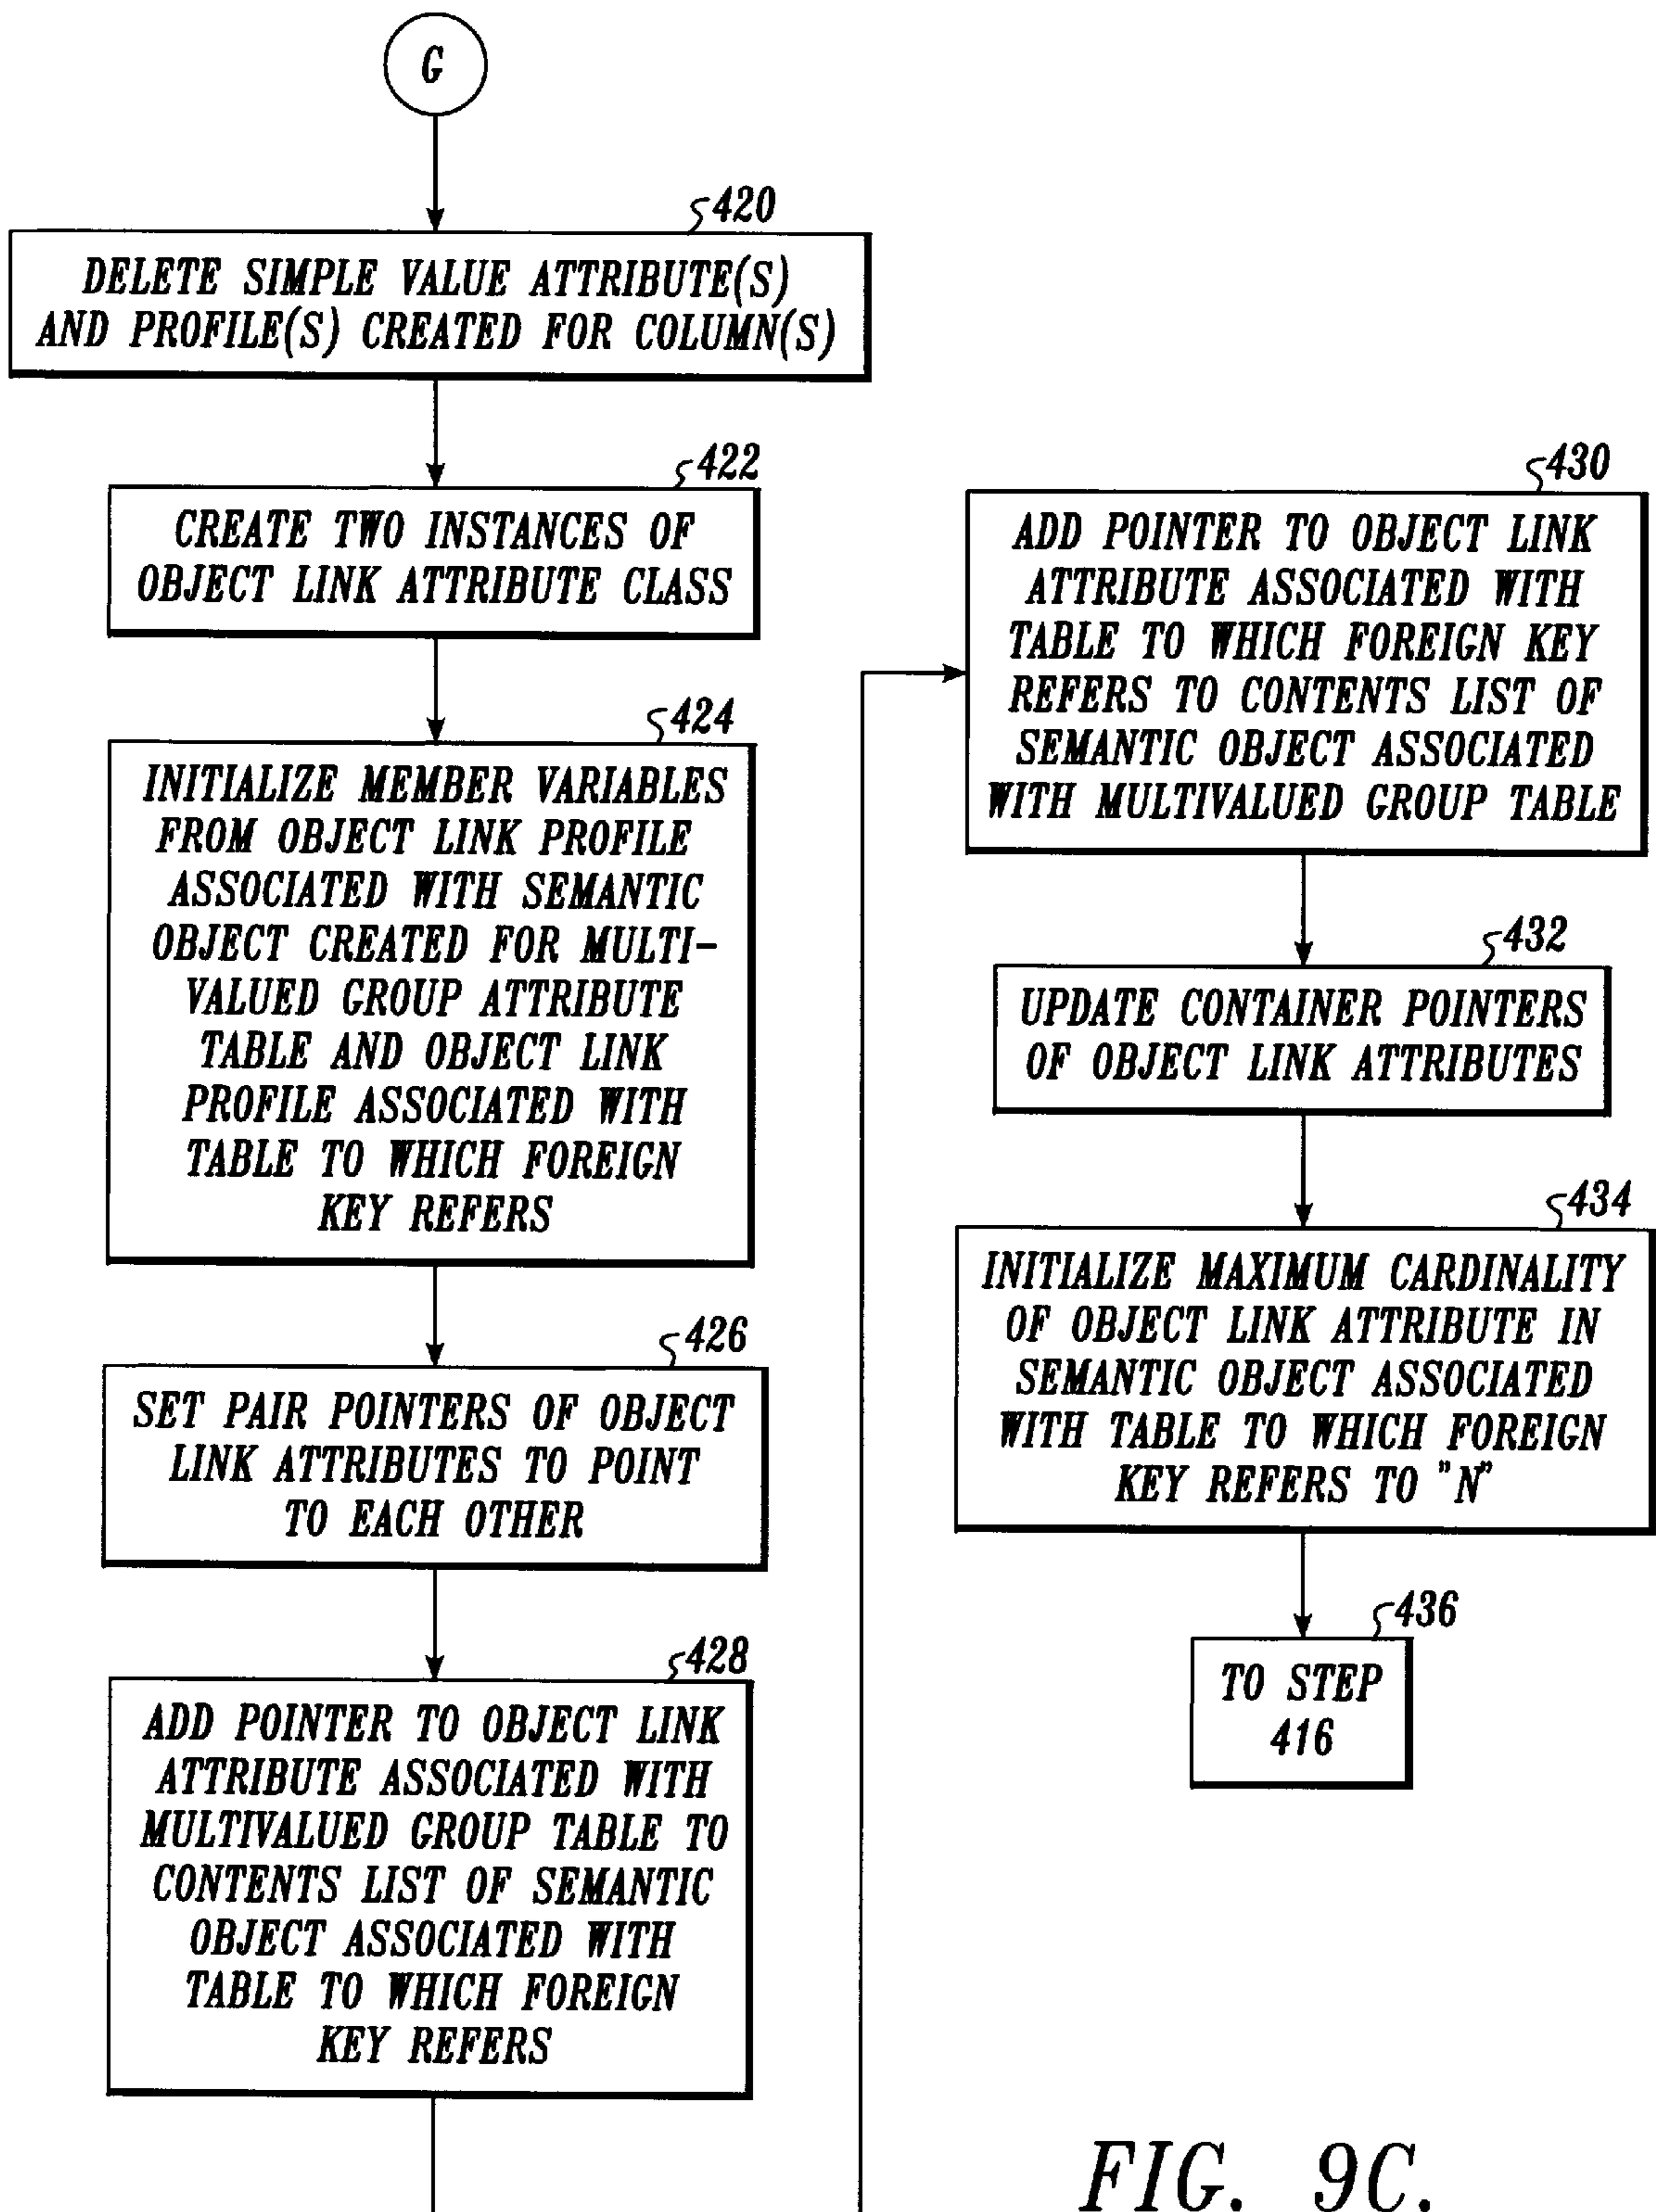 G
420
DELETE SIMPLE VALUE ATTRIBUTE(S)
AND PROFILE(S) CREATED FOR COLUMN(S)
422
CREATE TWO INSTANCES OF
OBJECT LINK ATTRIBUTE CLASS
424
INITIALIZE MEMBER VARIABLES
FROM OBJECT LINK PROFILE
ASSOCIATED WITH SEMANTIC
OBJECT CREATED FOR MULTI-
VALUED GROUP ATTRIBUTE
TABLE AND OBJECT LINK
PROFILE ASSOCIATED WITH
TABLE TO WHICH FOREIGN
KEY REFERS
426
SET PAIR POINTERS OF OBJECT
LINK ATTRIBUTES TO POINT
TO EACH OTHER
428
ADD POINTER TO OBJECT LINK
ATTRIBUTE ASSOCIATED WITH
MULTIVALUED GROUP TABLE TO
CONTENTS LIST OF SEMANTIC
OBJECT ASSOCIATED WITH
TABLE TO WHICH FOREIGN
KEY REFERS
430
ADD POINTER TO OBJECT LINK
ATTRIBUTE ASSOCIATED WITH
TABLE TO WHICH FOREIGN KEY
REFERS TO CONTENTS LIST OF
SEMANTIC OBJECT ASSOCIATED
WITH MULTIVALUED GROUP TABLE
432
UPDATE CONTAINER POINTERS
OF OBJECT LINK ATTRIBUTES
434
INITIALIZE MAXIMUM CARDINALITY
OF OBJECT LINK ATTRIBUTE IN
SEMANTIC OBJECT ASSOCIATED
WITH TABLE TO WHICH FOREIGN
KEY REFERS TO "N"
436
TO STEP
416
FIG. 9C.